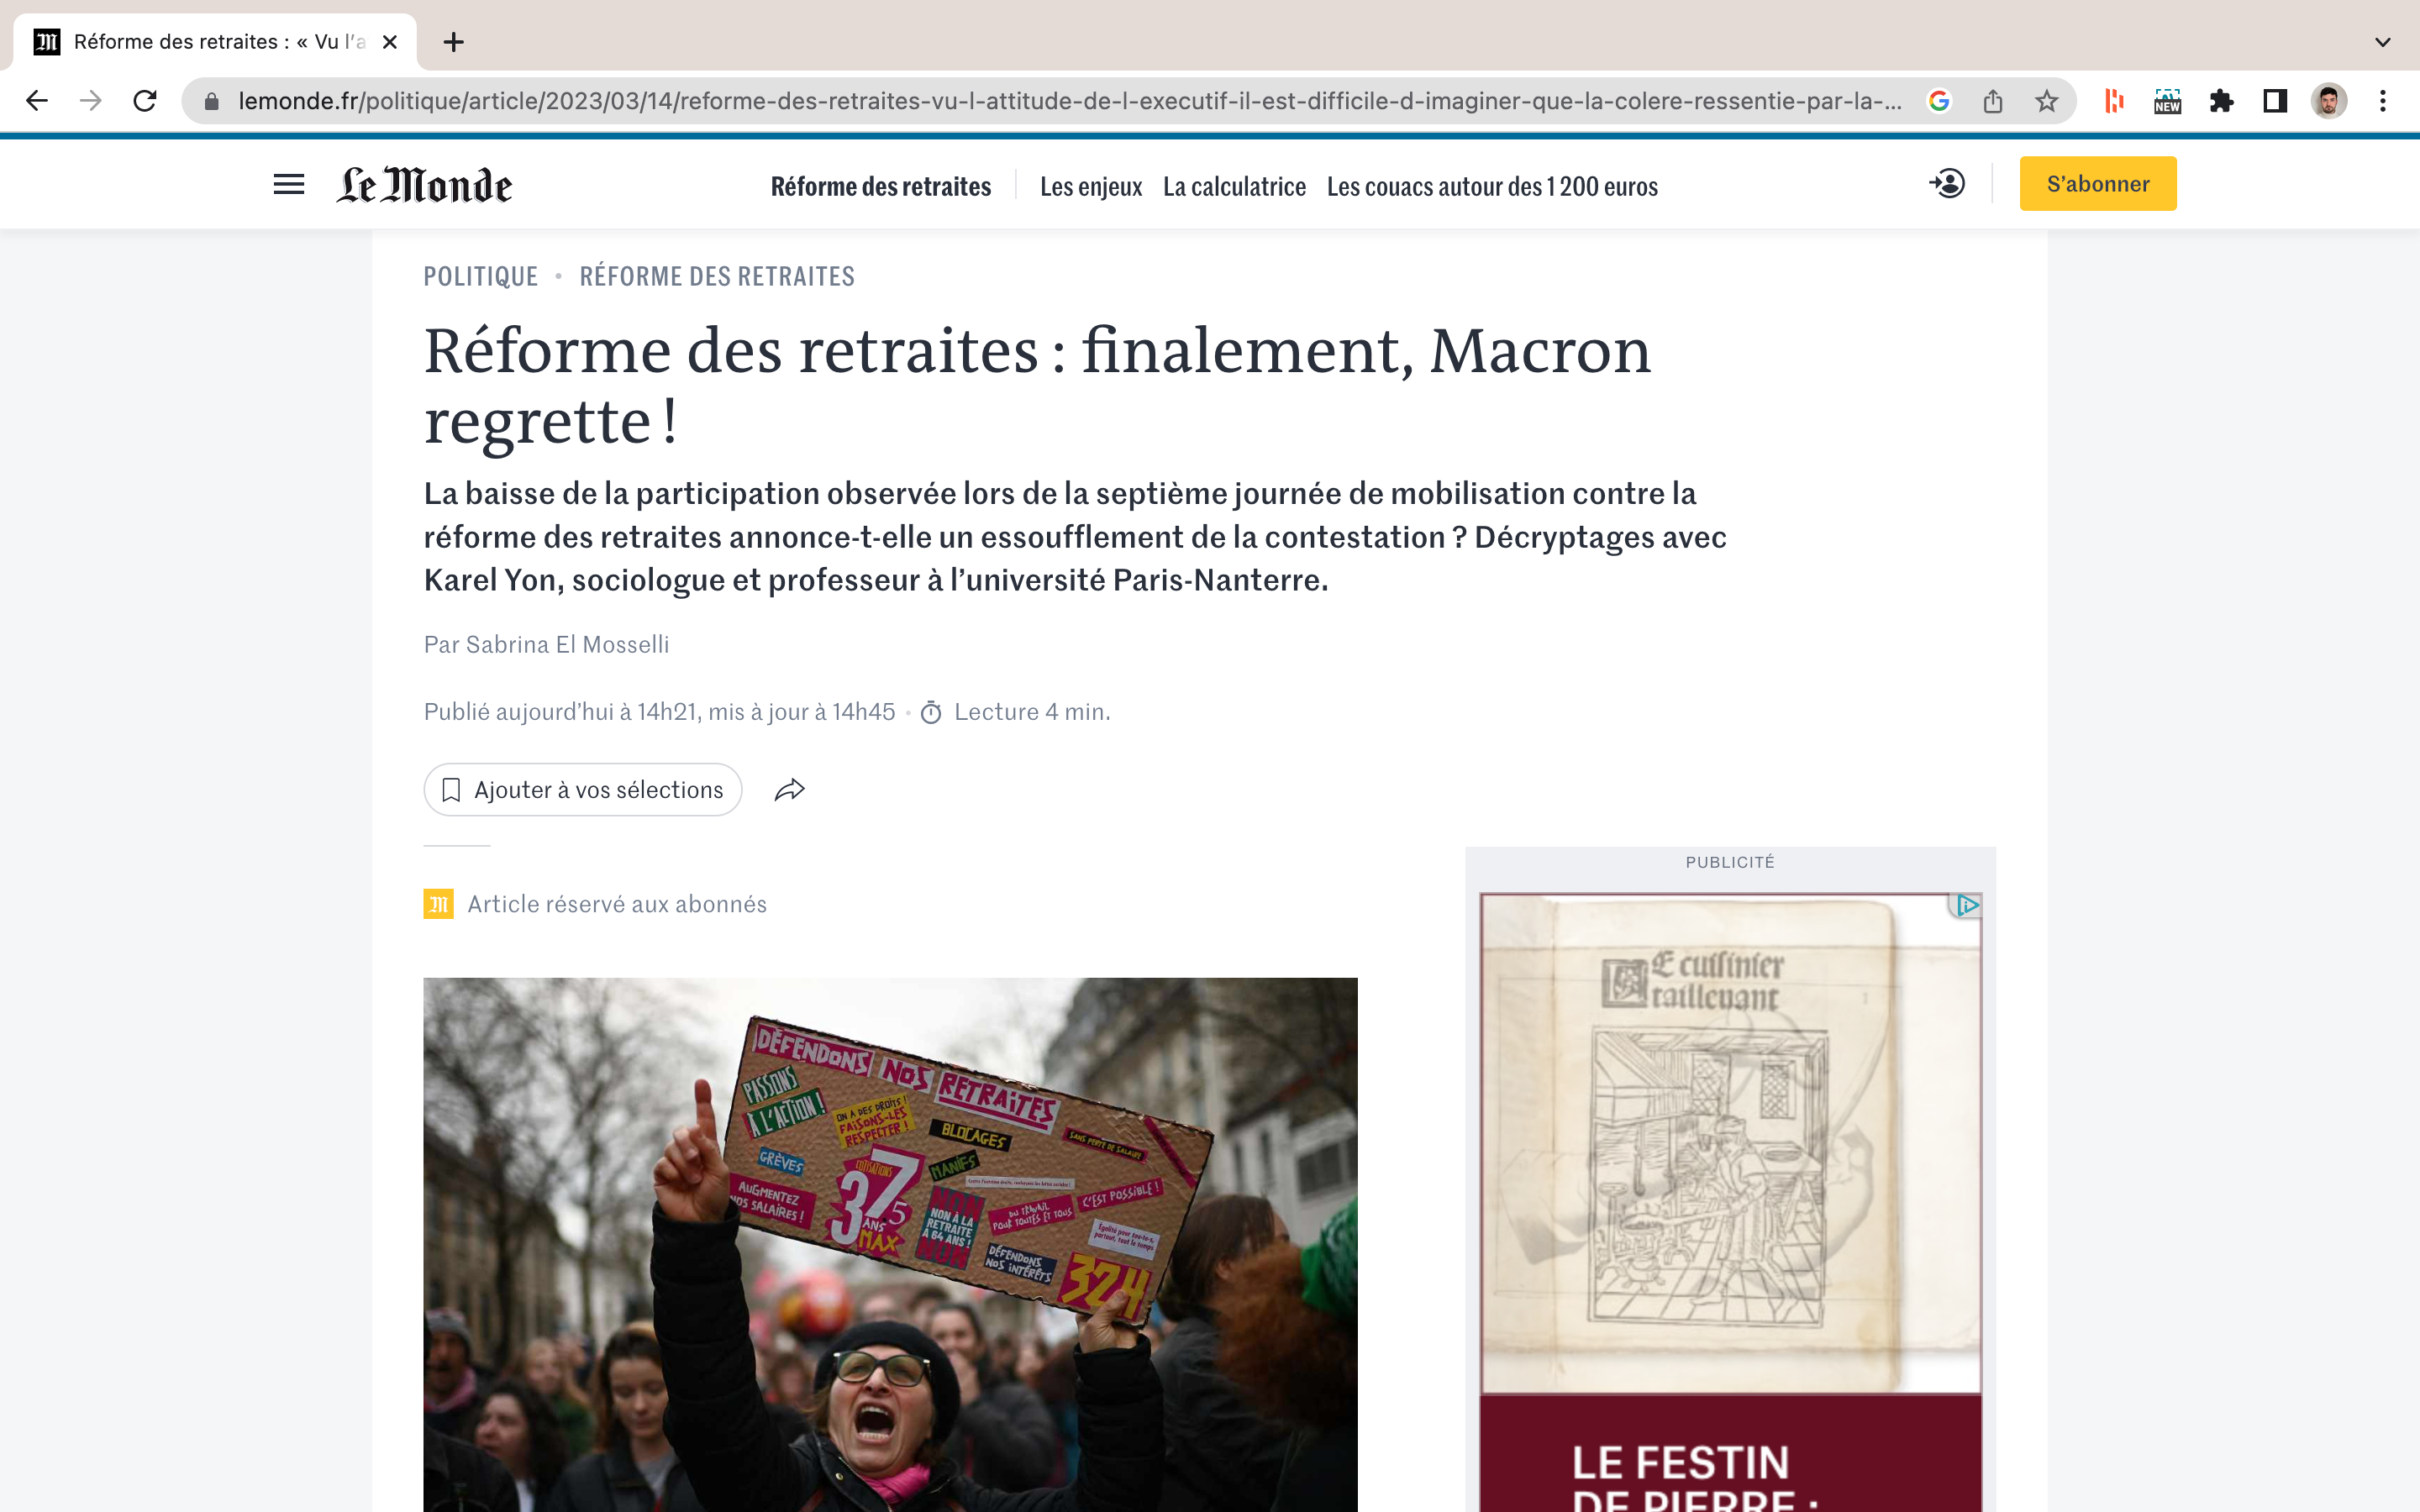 Réforme des retraites : « Vu l'a
lemonde.fr/politique/article/2023/03/14/reforme-des-retraites-vu-l-attitude-de-l-executif-il-est-difficile-d-imaginer-que-la-colere-ressentie-par-la-...
NEW
Le Monde
Réforme des retraites
Les enjeux
La calculatrice
Les couacs autour des 1 200 euros
S'abonner
POLITIQUE • RÉFORME DES RETRAITES
Réforme des retraites : finalement, Macron
regrette !
La baisse de la participation observée lors de la septième journée de mobilisation contre la
réforme des retraites annonce-t-elle un essoufflement de la contestation ? Décryptages avec
Karel Yon, sociologue et professeur à l'université Paris-Nanterre.
Par Sabrina El Mosselli
Publié aujourd'hui à 14h21, mis à jour à 14h45 • Lecture 4 min.
Ajouter à vos sélections
Article réservé aux abonnés
DÉFENDONS NOS RETRAITES
PASSONS
À L'ACTION !
ON A DES DROITS !
FAISONS-LES
RESPECTER !
BLOCAGES
SANS PERTE DE SALAIRE
GRÈVES
MANIFS
COTISATIONS
37,5
ANS
MAX
AUGMENTEZ
NOS SALAIRES !
NON
NON À LA
RETRAITE
À 64 ANS !
NON
DU TRAVAIL
POUR TOUTES ET TOUS
C'EST POSSIBLE !
DÉFENDONS
NOS INTÉRÊTS
32H
PUBLICITÉ
LE cuisinier
taillevant
LE FESTIN
DE PIERRE :